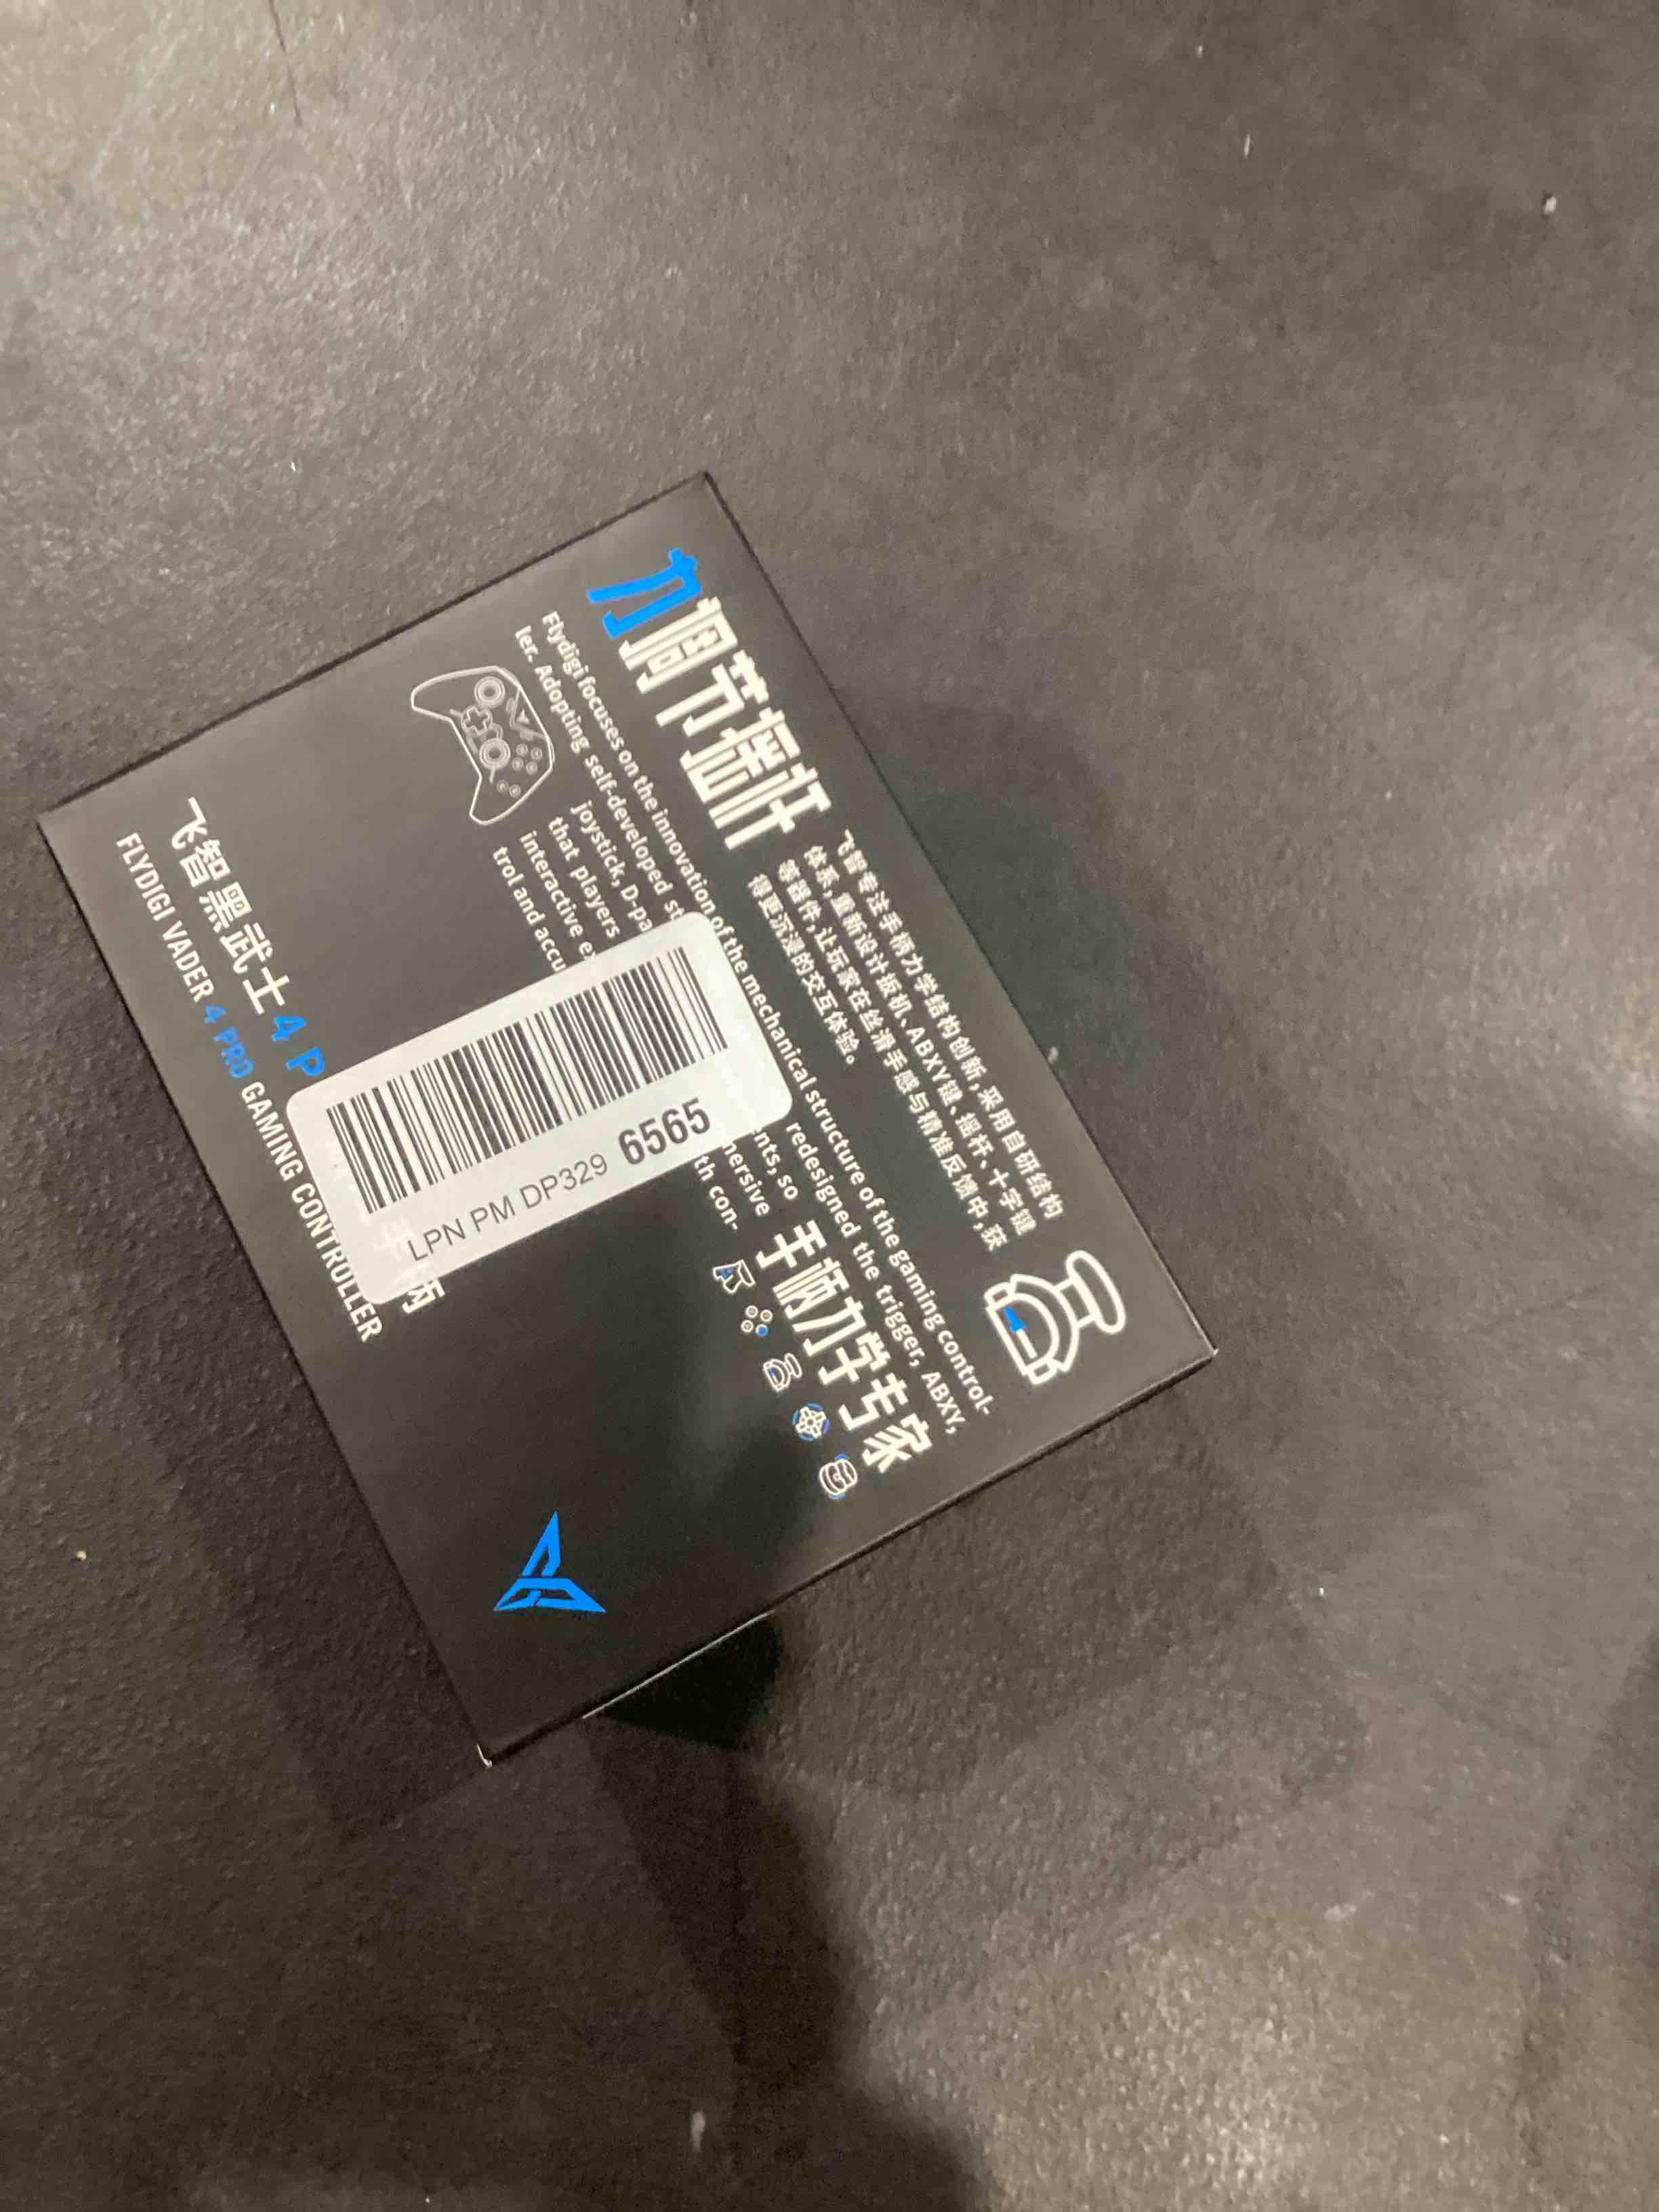 力调节摇杆
飞智专注手柄力学结构创新，采用自研结构
体系，重新设计扳机、ABXY键、摇杆、十字键
等器件，让玩家在丝滑手感与精准反馈中，获
得更沉浸的交互体验。
Flydigi focuses on the innovation of the mechanical structure of the gaming control-
ler. Adopting self-developed st redesigned the trigger, ABXY,
joystick, D-pa nts, so
that players mersive
interactive e th con-
trol and accu
手柄力学专家
飞智黑武士 4 P 手柄
FLYDIGI VADER 4 PRO GAMING CONTROLLER
LPN PM DP329 6565